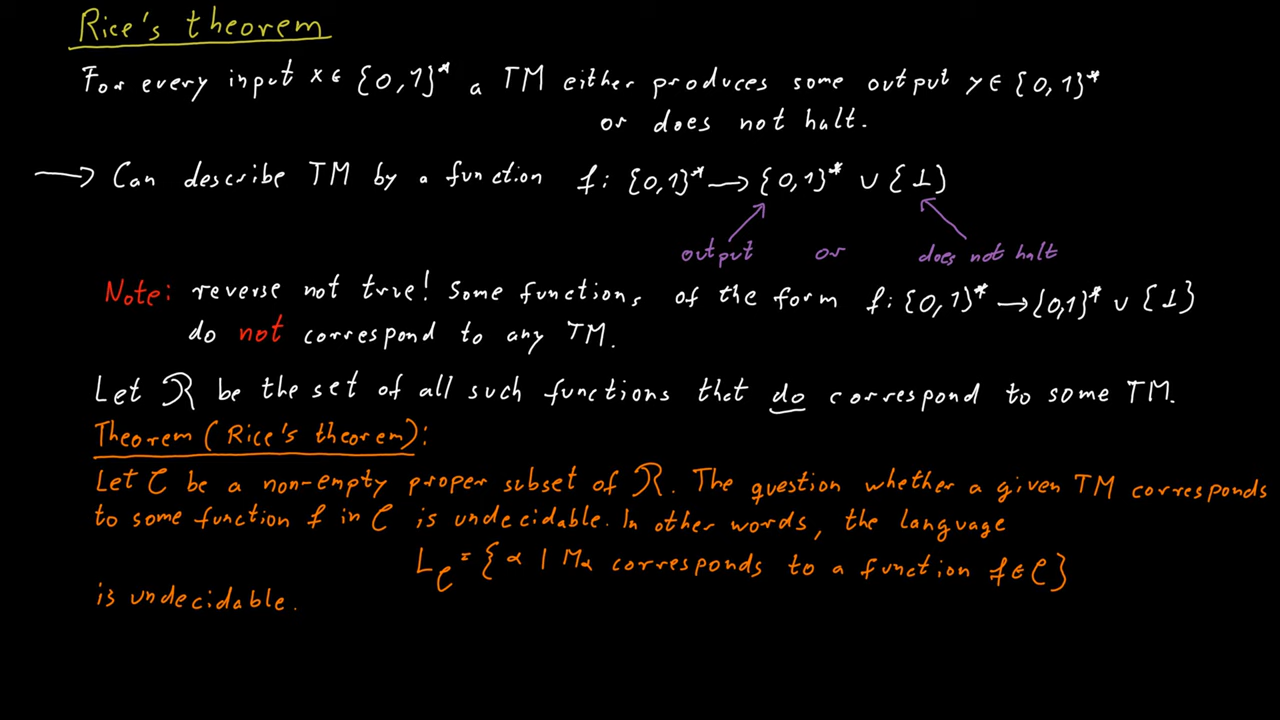 Rice's theorem
For every input x ∈ {0,1}* a TM either produces some output y ∈ {0,1}*
or does not halt.
⟶ Can describe TM by a function f: {0,1}* ⟶ {0,1}* ∪ {⊥}
output or does not halt
Note: reverse not true! Some functions of the form f: {0,1}* ⟶ {0,1}* ∪ {⊥}
do not correspond to any TM.
Let ℛ be the set of all such functions that do correspond to some TM.
Theorem (Rice's theorem):
Let 𝒞 be a non-empty proper subset of ℛ. The question whether a given TM corresponds
to some function f in 𝒞 is undecidable. In other words, the language
L_𝒞 = {α | M_α corresponds to a function f ∈ 𝒞}
is undecidable.